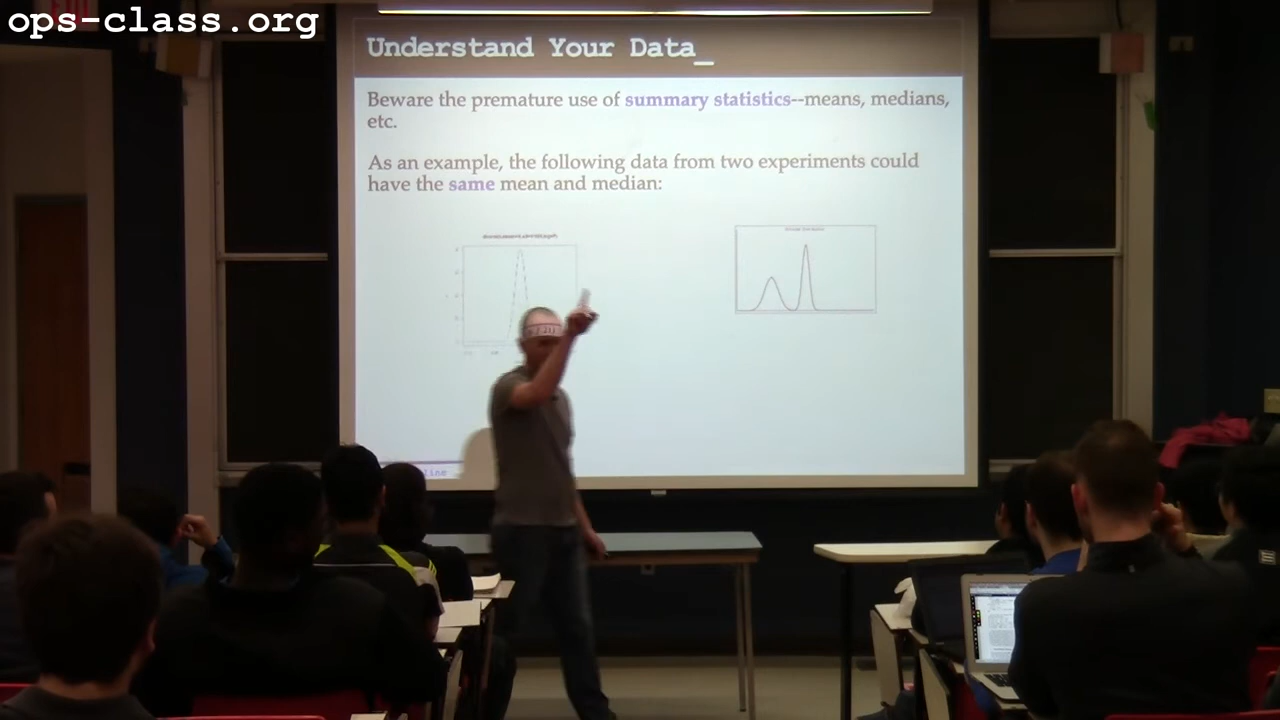 ops-class.org
Understand Your Data_
Beware the premature use of summary statistics--means, medians,
etc.
As an example, the following data from two experiments could
have the same mean and median: